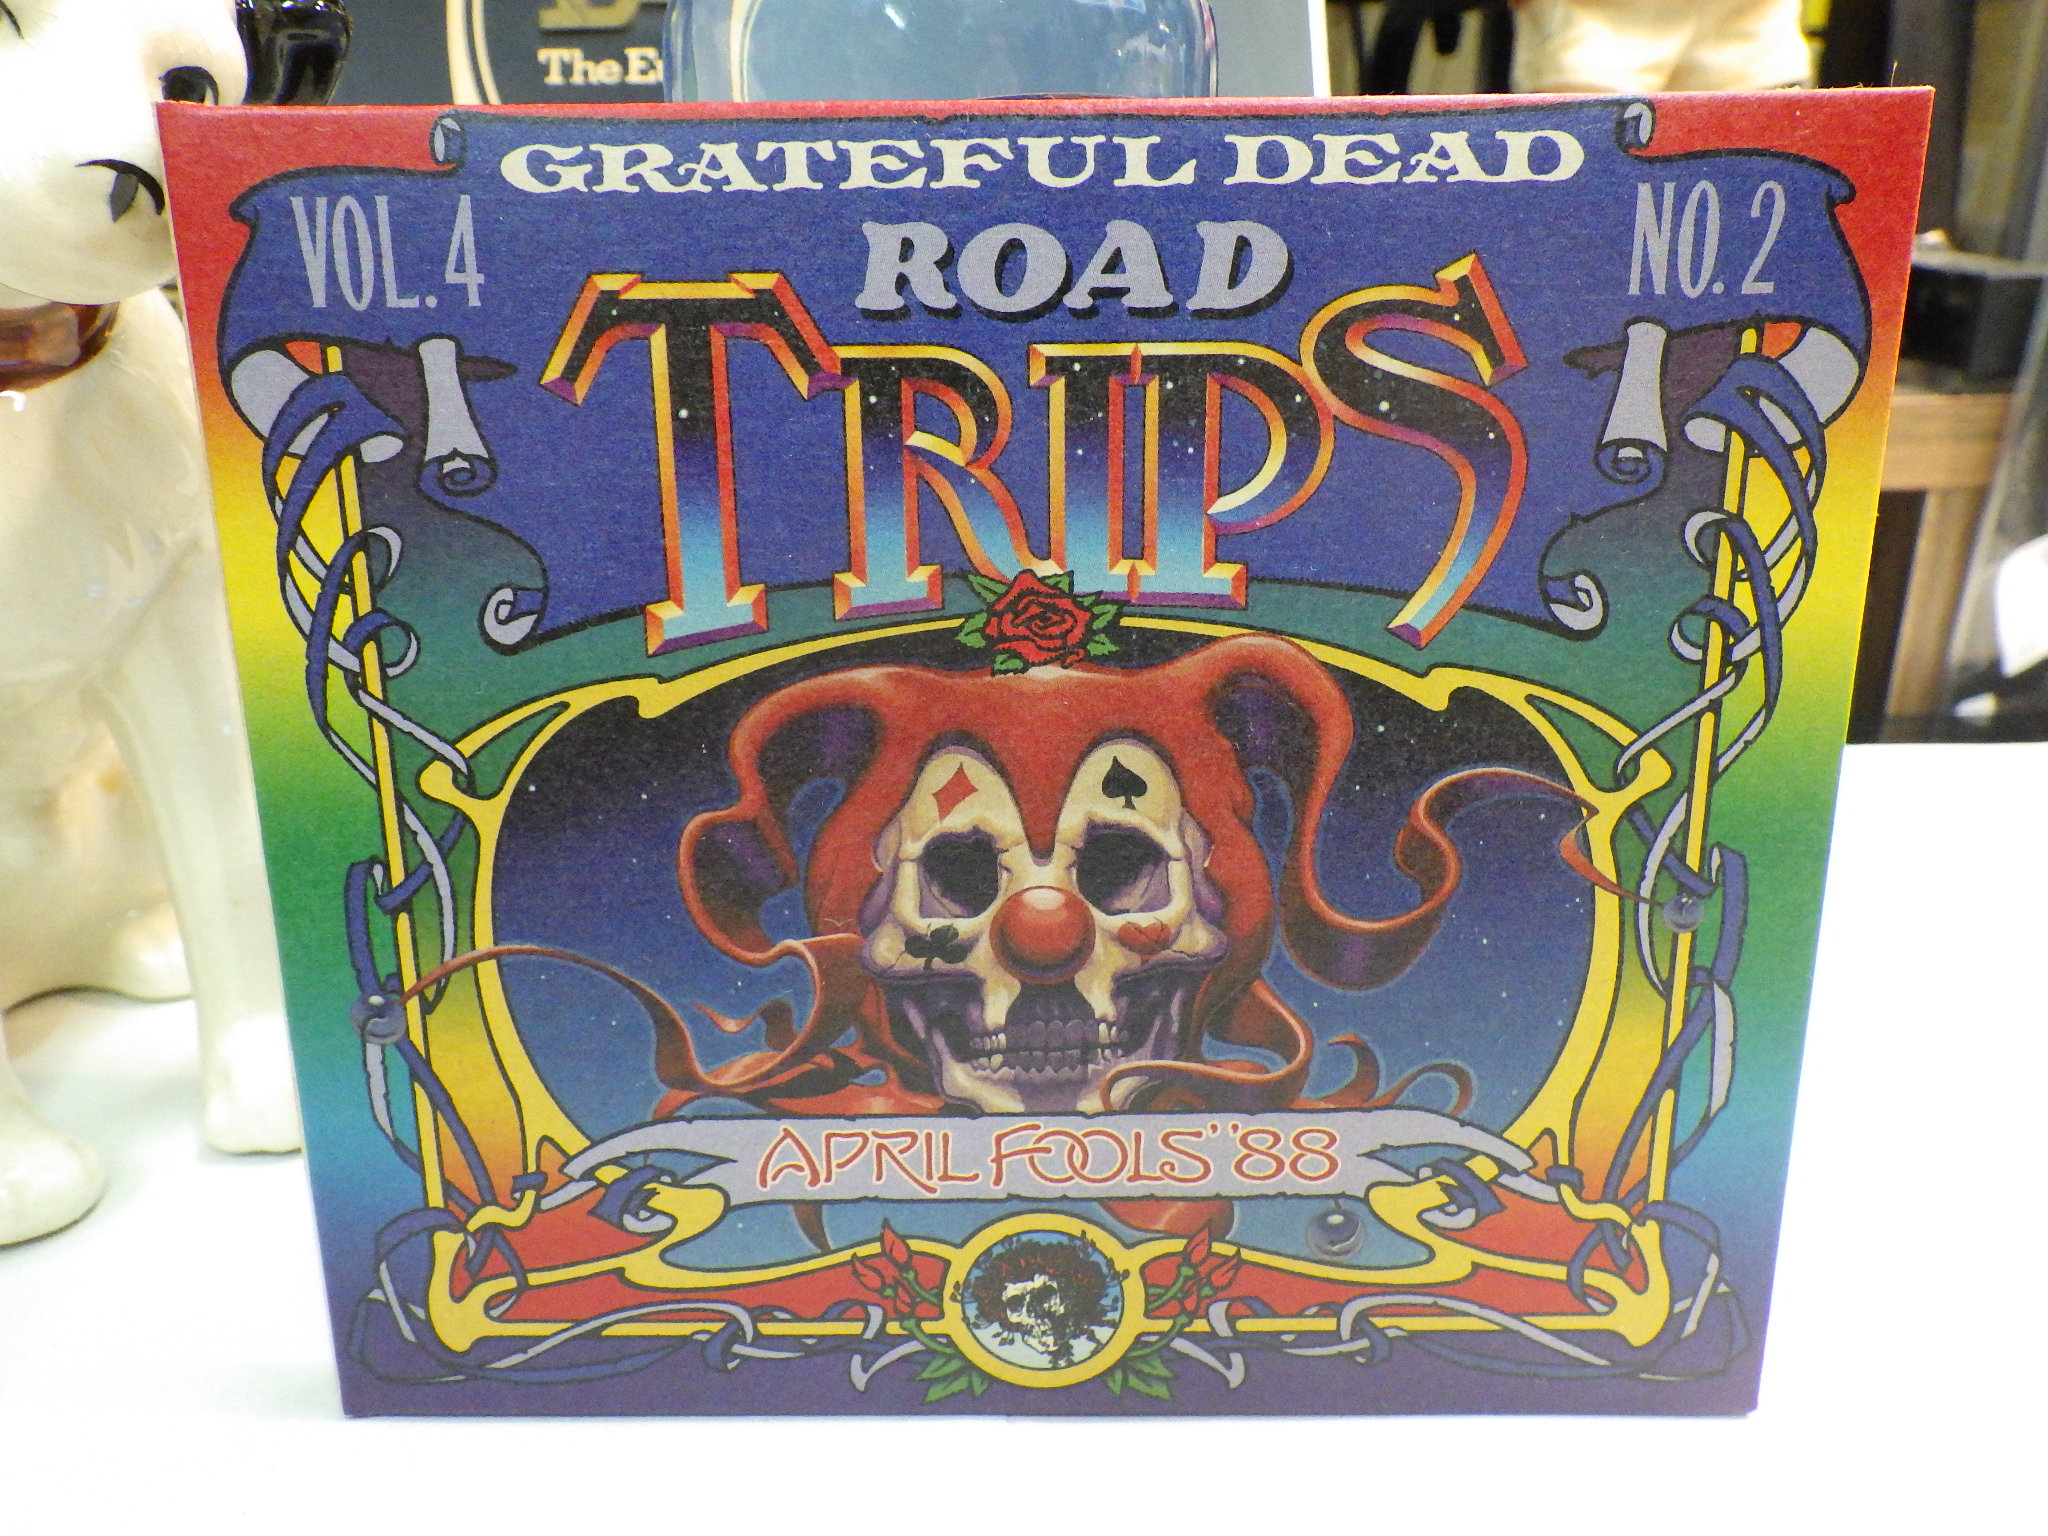 The
GRATEFUL DEAD
VOL. 4
ROAD
NO. 2
TRIPS
APRIL FOOLS' '88